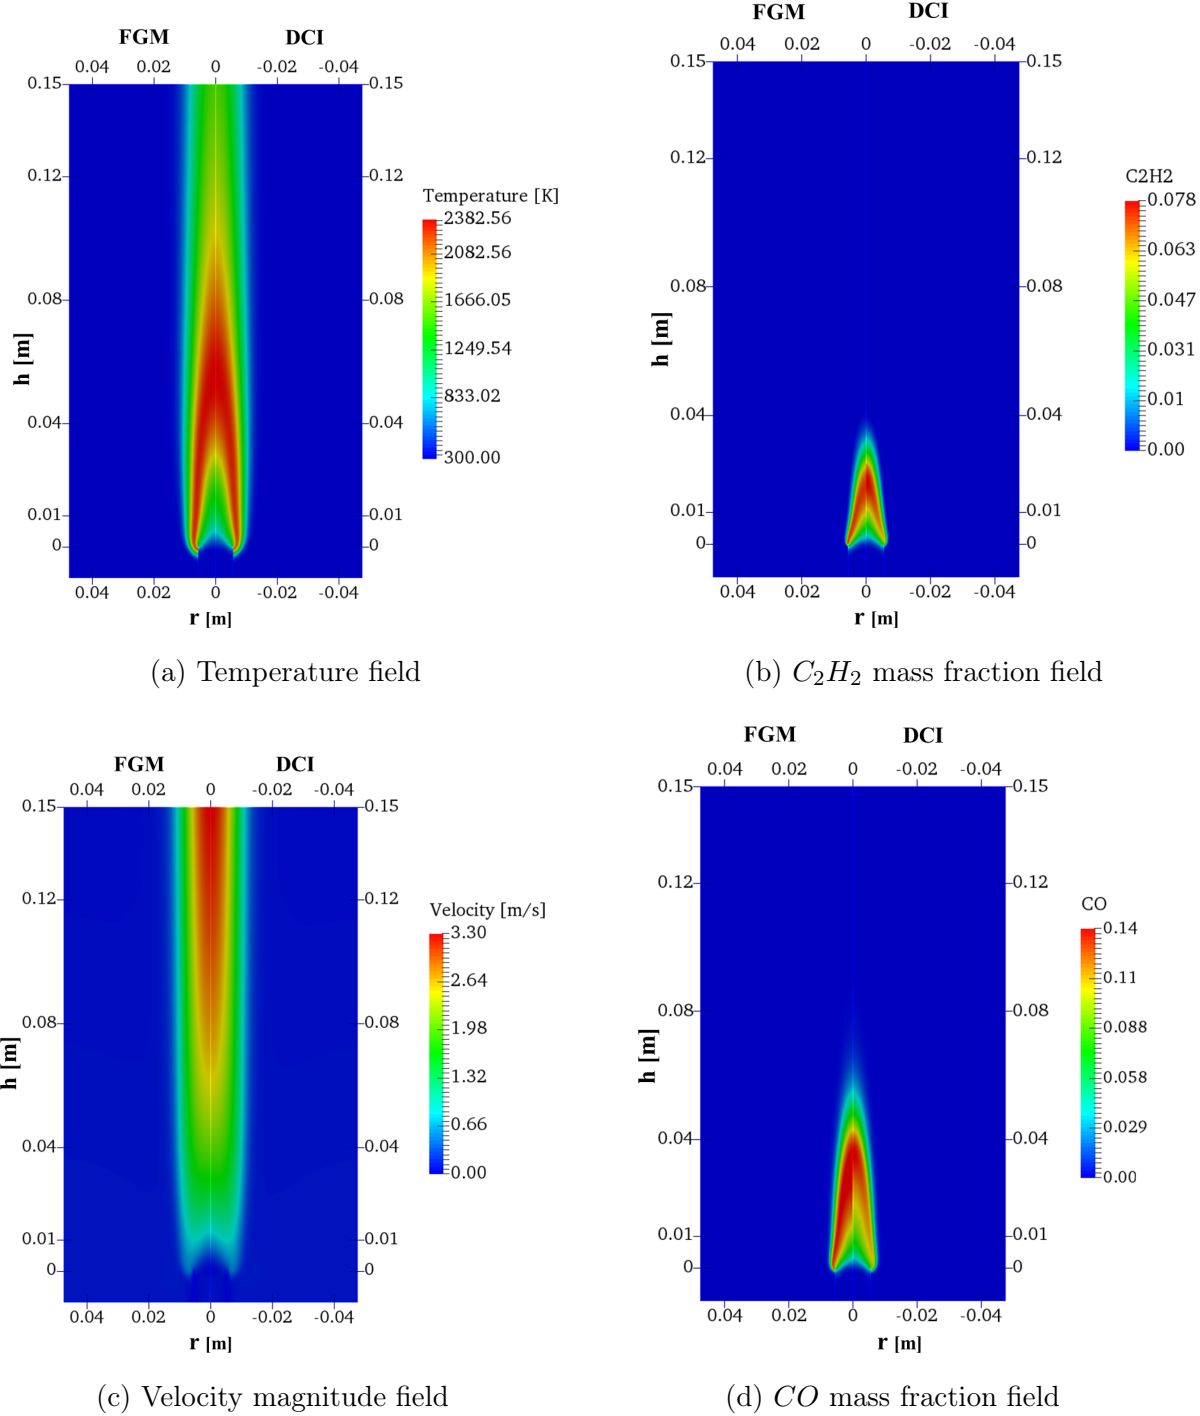 FGM DCI
0.04 0.02 0 -0.02 -0.04
0.15 0.15
0.12 0.12
0.08 0.08
0.04 0.04
0.01 0.01
0 0
h [m]
0.04 0.02 0 -0.02 -0.04
r [m]
Temperature [K]
2382.56
2082.56
1666.05
1249.54
833.02
300.00
(a) Temperature field
FGM DCI
0.04 0.02 0 -0.02 -0.04
0.15 0.15
0.12 0.12
0.08 0.08
0.04 0.04
0.01 0.01
0 0
h [m]
0.04 0.02 0 -0.02 -0.04
r [m]
C2H2
0.078
0.063
0.047
0.031
0.01
0.00
(b) C₂H₂ mass fraction field
FGM DCI
0.04 0.02 0 -0.02 -0.04
0.15 0.15
0.12 0.12
0.08 0.08
0.04 0.04
0.01 0.01
0 0
h [m]
0.04 0.02 0 -0.02 -0.04
r [m]
Velocity [m/s]
3.30
2.64
1.98
1.32
0.66
0.00
(c) Velocity magnitude field
FGM DCI
0.04 0.02 0 -0.02 -0.04
0.15 0.15
0.12 0.12
0.08 0.08
0.04 0.04
0.01 0.01
0 0
h [m]
0.04 0.02 0 -0.02 -0.04
r [m]
CO
0.14
0.11
0.088
0.058
0.029
0.00
(d) CO mass fraction field